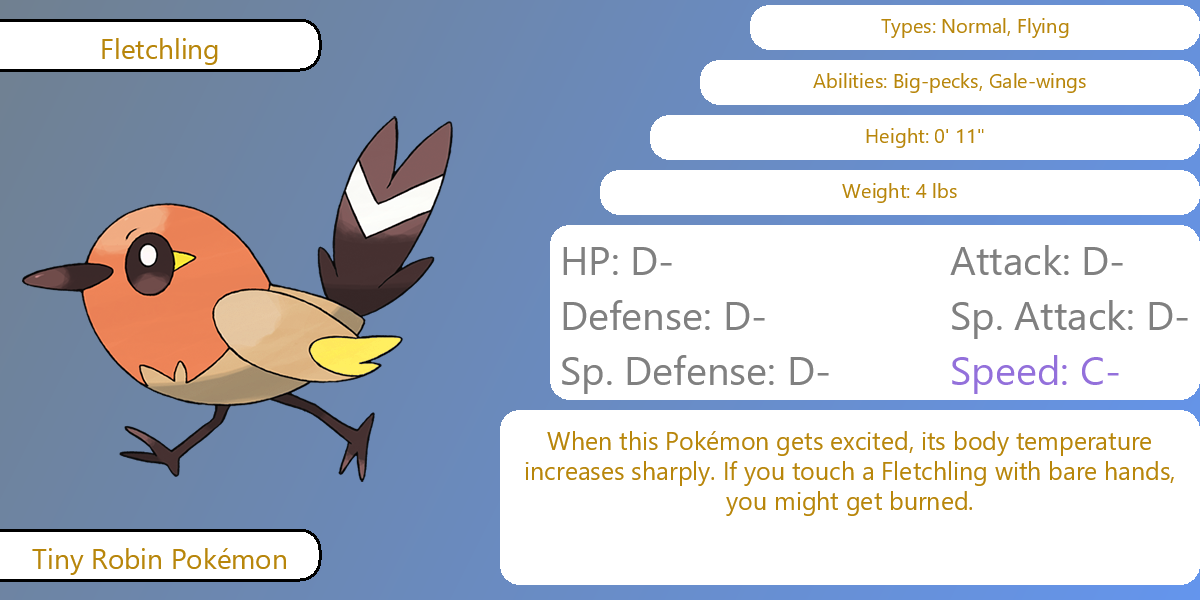 Fletchling
Types: Normal, Flying
Abilities: Big-pecks, Gale-wings
Height: 0' 11"
Weight: 4 lbs
HP: D-
Attack: D-
Defense: D-
Sp. Attack: D-
Sp. Defense: D-
Speed: C-
When this Pokémon gets excited, its body temperature
increases sharply. If you touch a Fletchling with bare hands,
you might get burned.
Tiny Robin Pokémon